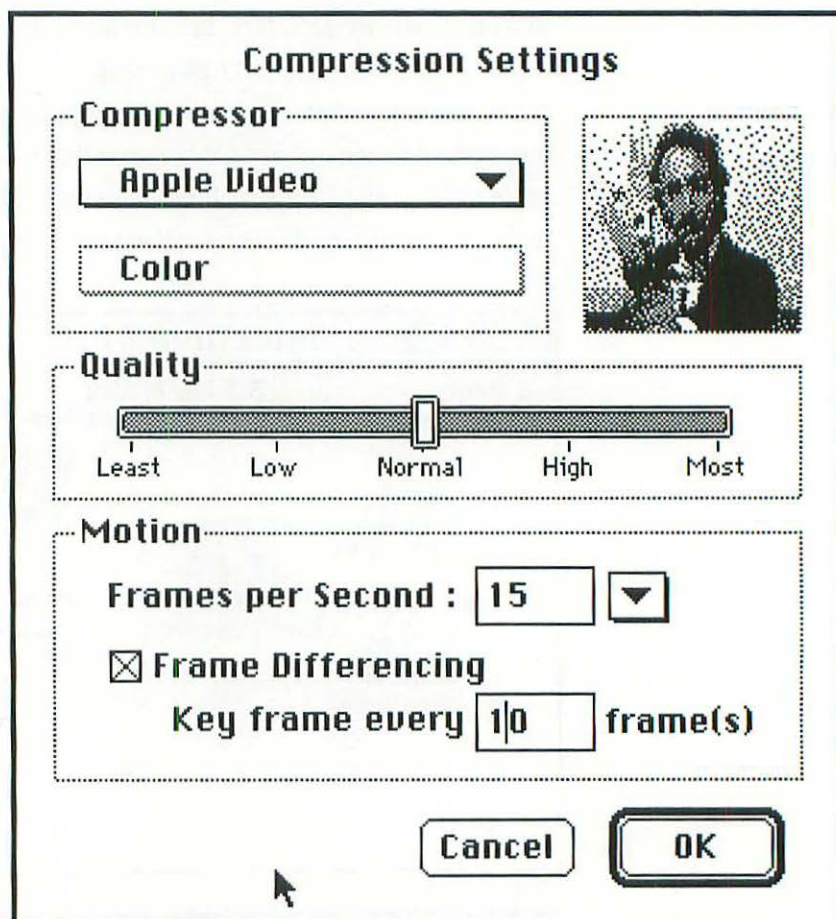 Compression Settings
Compressor
Apple Video
Color
Quality
Least Low Normal High Most
Motion
Frames per Second : 15
Frame Differencing
Key frame every 10 frame(s)
Cancel OK